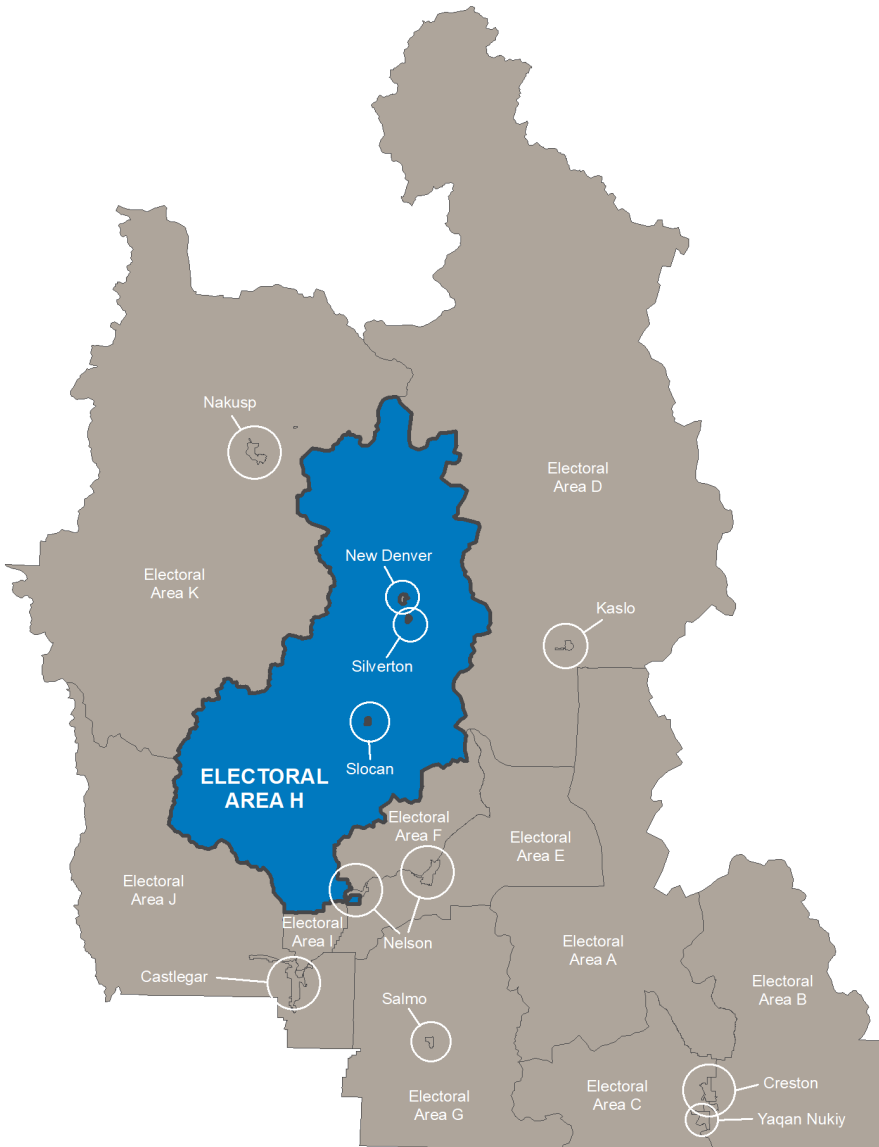 Nakusp
Electoral
Area D
New Denver
Electoral
Area K
Kaslo
Silverton
Slocan
ELECTORAL
AREA H
Electoral
Area F
Electoral
Area E
Electoral
Area J
Electoral
Area I
Nelson
Electoral
Area A
Castlegar
Electoral
Area B
Salmo
Creston
Electoral
Area C
Electoral
Area G
Yaqan Nukiy